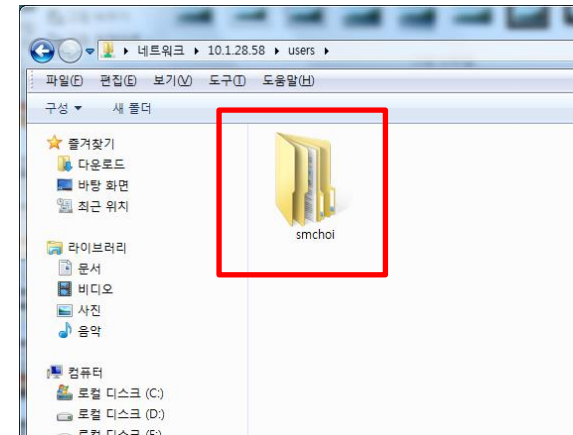 네트워크 ▸ 10.1.28.58 ▸ users ▸
파일(F) 편집(E) 보기(V) 도구(T) 도움말(H)
구성 ▾ 새 폴더
즐겨찾기
다운로드
바탕 화면
최근 위치
라이브러리
문서
비디오
사진
음악
컴퓨터
로컬 디스크 (C:)
로컬 디스크 (D:)
smchoi